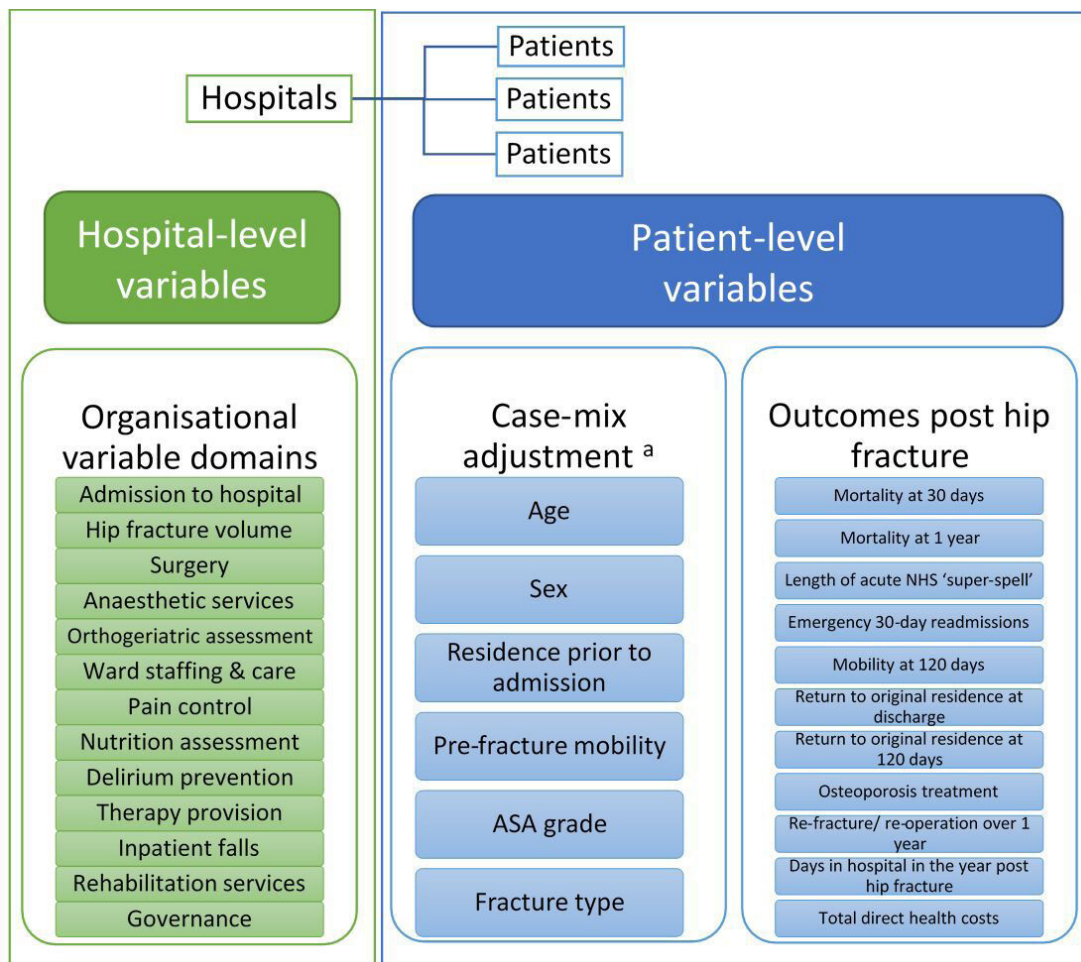 Hospitals
Patients
Patients
Patients
Hospital-level
variables
Patient-level
variables
Organisational
variable domains
Admission to hospital
Hip fracture volume
Surgery
Anaesthetic services
Orthogeriatric assessment
Ward staffing & care
Pain control
Nutrition assessment
Delirium prevention
Therapy provision
Inpatient falls
Rehabilitation services
Governance
Case-mix
adjustment a
Age
Sex
Residence prior to
admission
Pre-fracture mobility
ASA grade
Fracture type
Outcomes post hip
fracture
Mortality at 30 days
Mortality at 1 year
Length of acute NHS ‘super-spell’
Emergency 30-day readmissions
Mobility at 120 days
Return to original residence at
discharge
Return to original residence at
120 days
Osteoporosis treatment
Re-fracture/ re-operation over 1
year
Days in hospital in the year post
hip fracture
Total direct health costs